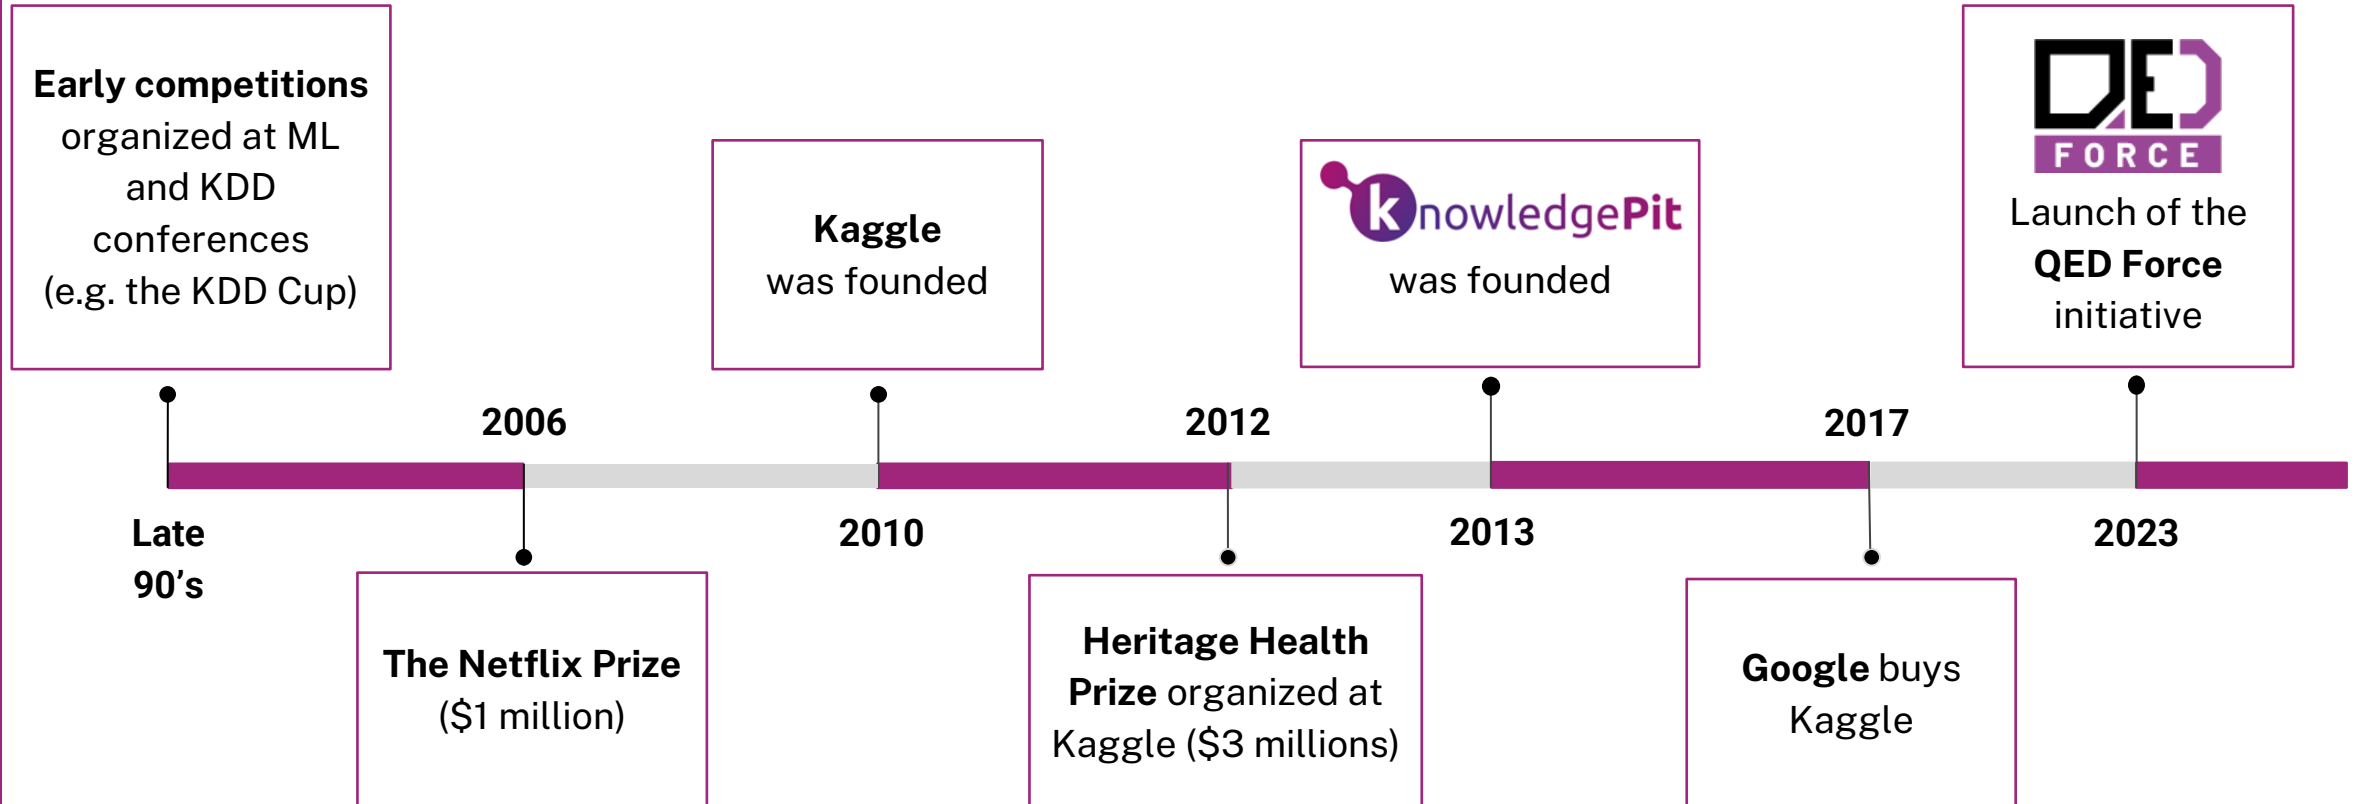 Early competitions
organized at ML
and KDD
conferences
(e.g. the KDD Cup)
Late
90’s
2006
The Netflix Prize
($1 million)
Kaggle
was founded
2010
2012
Heritage Health
Prize organized at
Kaggle ($3 millions)
knowledgePit
was founded
2013
2017
Google buys
Kaggle
QED
FORCE
Launch of the
QED Force
initiative
2023